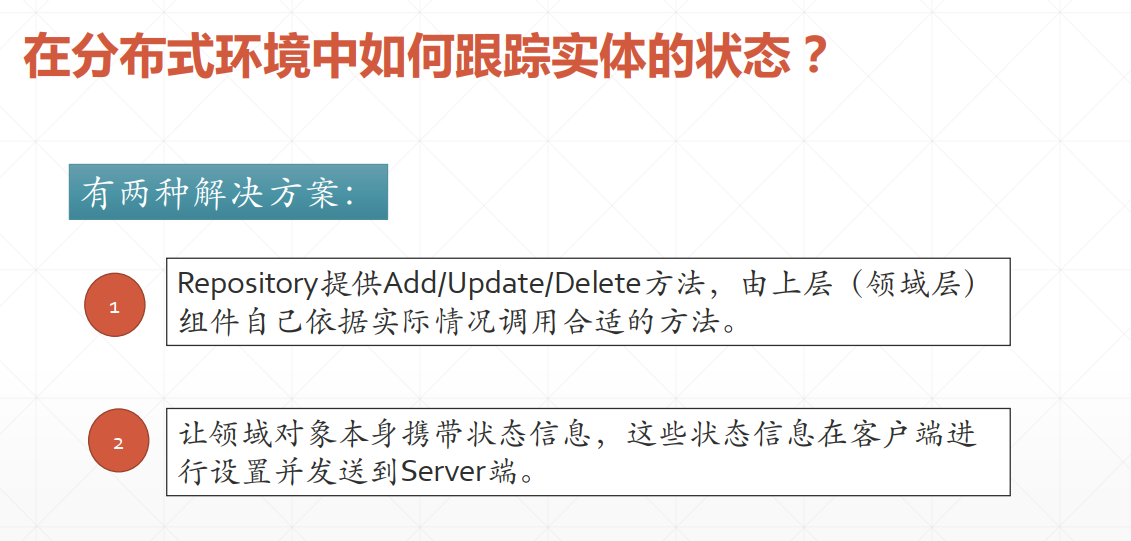 在分布式环境中如何跟踪实体的状态？
有两种解决方案：
1
Repository提供Add/Update/Delete方法，由上层（领域层）
组件自己依据实际情况调用合适的方法。
2
让领域对象本身携带状态信息，这些状态信息在客户端进
行设置并发送到Server端。